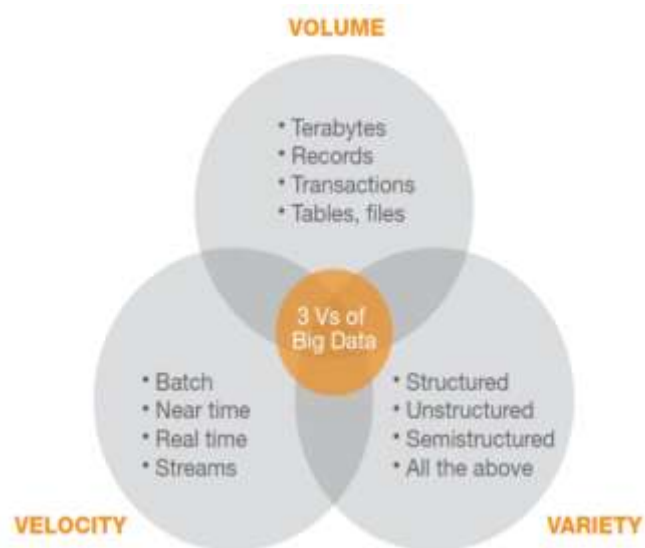 VOLUME
• Terabytes
• Records
• Transactions
• Tables, files
3 Vs of
Big Data
• Batch
• Near time
• Real time
• Streams
• Structured
• Unstructured
• Semistructured
• All the above
VELOCITY
VARIETY